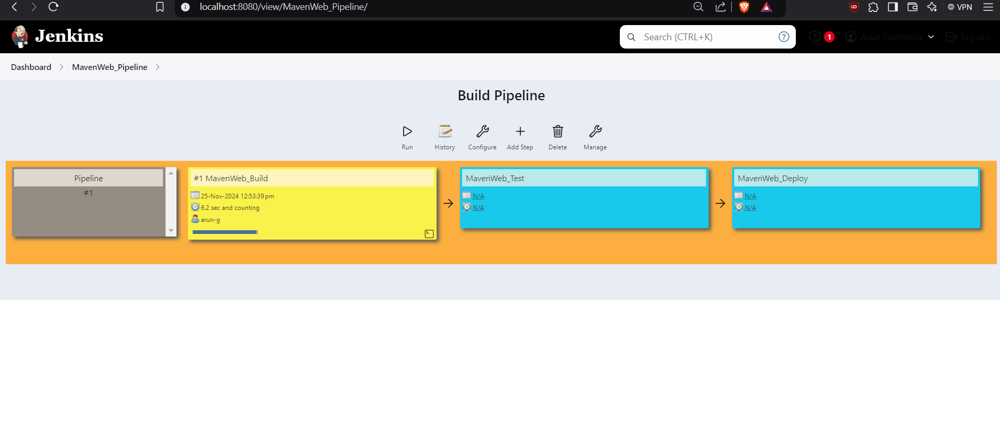 localhost:8080/view/MavenWeb_Pipeline/
VPN
Jenkins
Search (CTRL+K)
1
Arun Garimella
log out
Dashboard
MavenWeb_Pipeline
Build Pipeline
Run
History
Configure
Add Step
Delete
Manage
Pipeline
#1
#1 MavenWeb_Build
25-Nov-2024 12:53:39 pm
6.2 sec and counting
arun-g
MavenWeb_Test
N/A
N/A
MavenWeb_Deploy
N/A
N/A